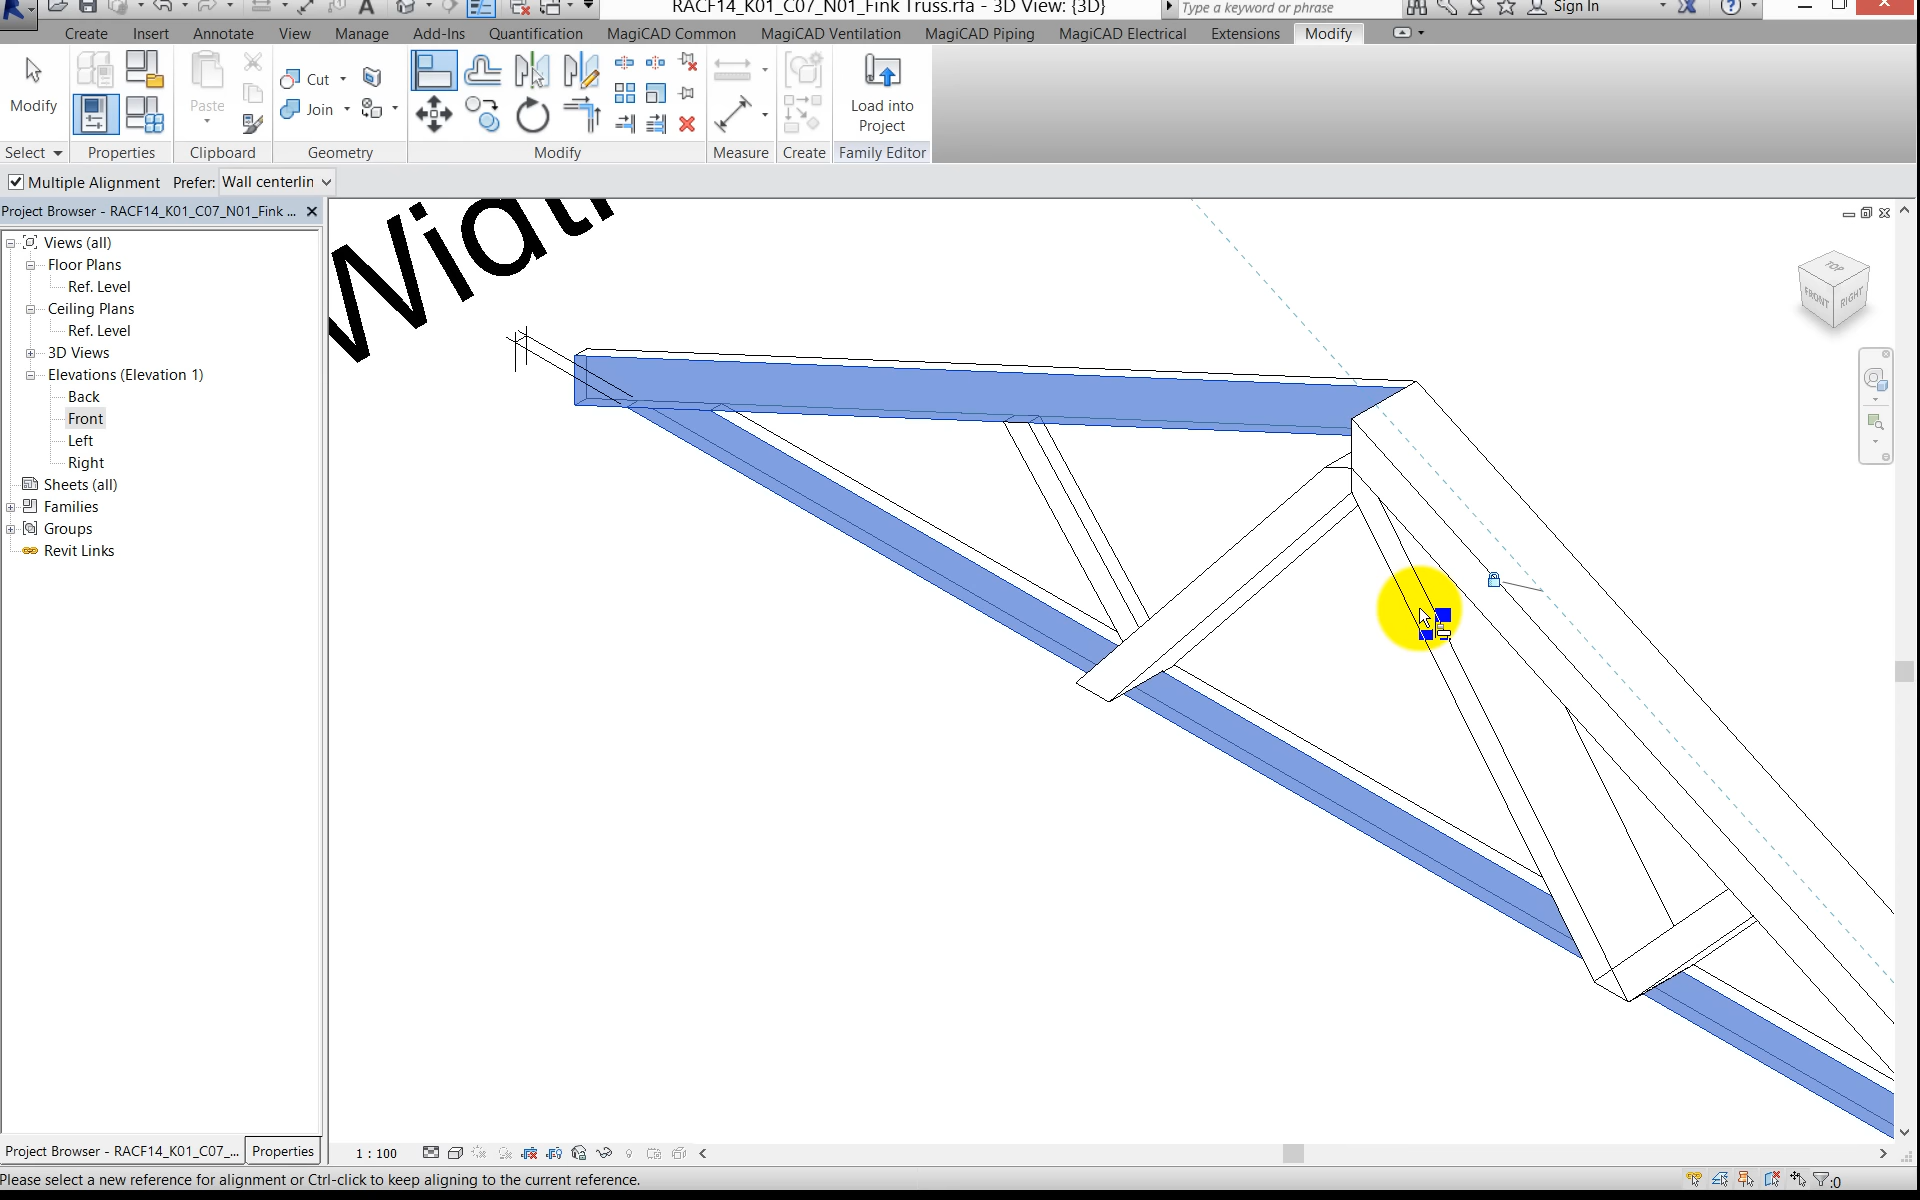 RACF14_K01_C07_N01_Fink Truss.rfa - 3D View: {3D}
Type a keyword or phrase
Sign In
Create Insert Annotate View Manage Add-Ins Quantification MagiCAD Common MagiCAD Ventilation MagiCAD Piping MagiCAD Electrical Extensions Modify
Modify
Paste
Cut
Join
Load into
Project
Select Properties Clipboard Geometry Modify Measure Create Family Editor
Multiple Alignment Prefer: Wall centerlin
Project Browser - RACF14_K01_C07_N01_Fink ...
Views (all)
Floor Plans
Ref. Level
Ceiling Plans
Ref. Level
3D Views
Elevations (Elevation 1)
Back
Front
Left
Right
Sheets (all)
Families
Groups
Revit Links
Width
TOP
FRONT
RIGHT
Project Browser - RACF14_K01_C07_... Properties
1 : 100
Please select a new reference for alignment or Ctrl-click to keep aligning to the current reference.
:0